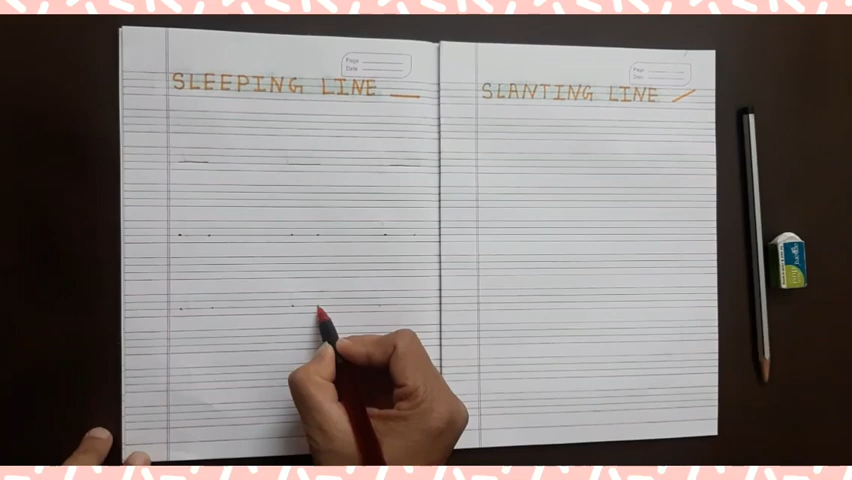 Page
Date
SLEEPING LINE
Page
Date
SLANTING LINE